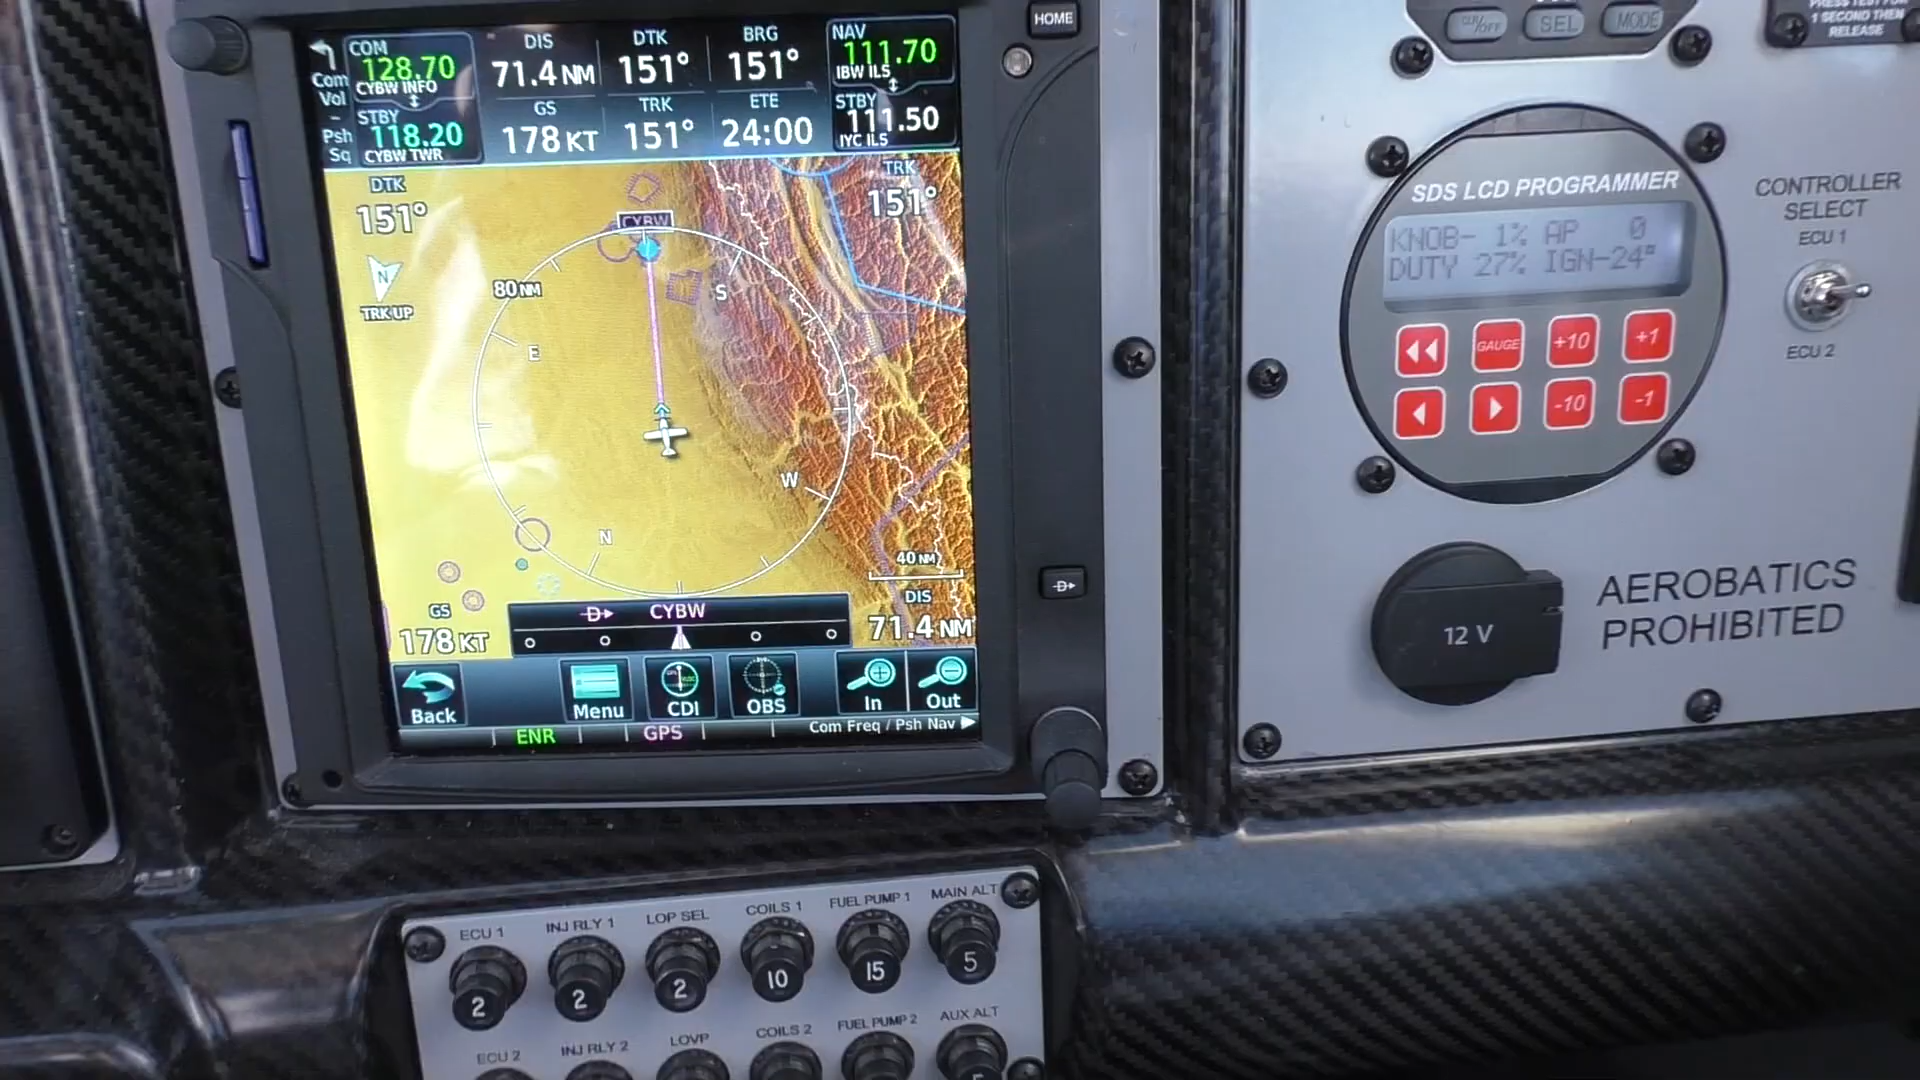 HOME
COM
128.70
CYBW INFO
STBY
118.20
CYBW TWR
Com
Vol
-
Psh
Sq
DIS
71.4 NM
GS
178 KT
DTK
151°
TRK
151°
BRG
151°
ETE
24:00
NAV
111.70
IBW ILS
STBY
111.50
IYC ILS
DTK
151°
N
TRK UP
TRK
151°
CYBW
80 NM
S
E
W
N
40 NM
GS
178 KT
DIS
71.4 NM
D CYBW
Back
Menu
CDI
OBS
In
Out
ENR
GPS
Com Freq / Psh Nav
D
SEL
MODE
1 SECOND THEN
RELEASE
SDS LCD PROGRAMMER
KNOB- 1% AP 0
DUTY 27% IGN-24°
GAUGE
+10
+1
-10
-1
CONTROLLER
SELECT
ECU 1
ECU 2
12 V
AEROBATICS
PROHIBITED
ECU 1
INJ RLY 1
LOP SEL
COILS 1
FUEL PUMP 1
MAIN ALT
2
2
2
10
15
5
ECU 2
INJ RLY 2
LOVP
COILS 2
FUEL PUMP 2
AUX ALT